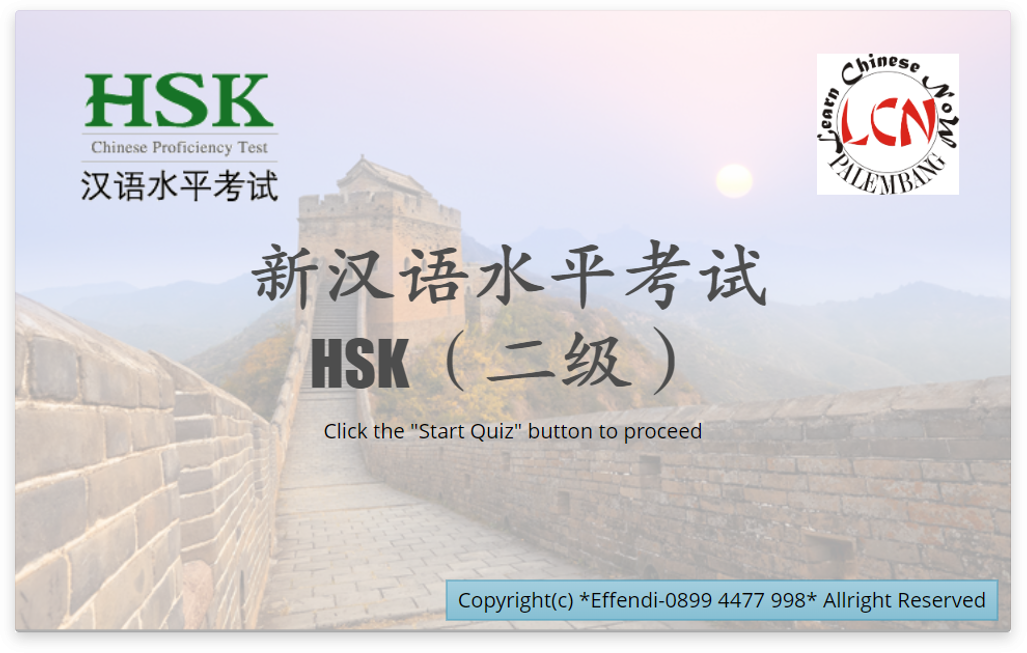 HSK
Chinese Proficiency Test
汉语水平考试
Learn Chinese NoW
LCN
PALEMBANG
新汉语水平考试
HSK（二级）
Click the "Start Quiz" button to proceed
Copyright(c) *Effendi-0899 4477 998* Allright Reserved